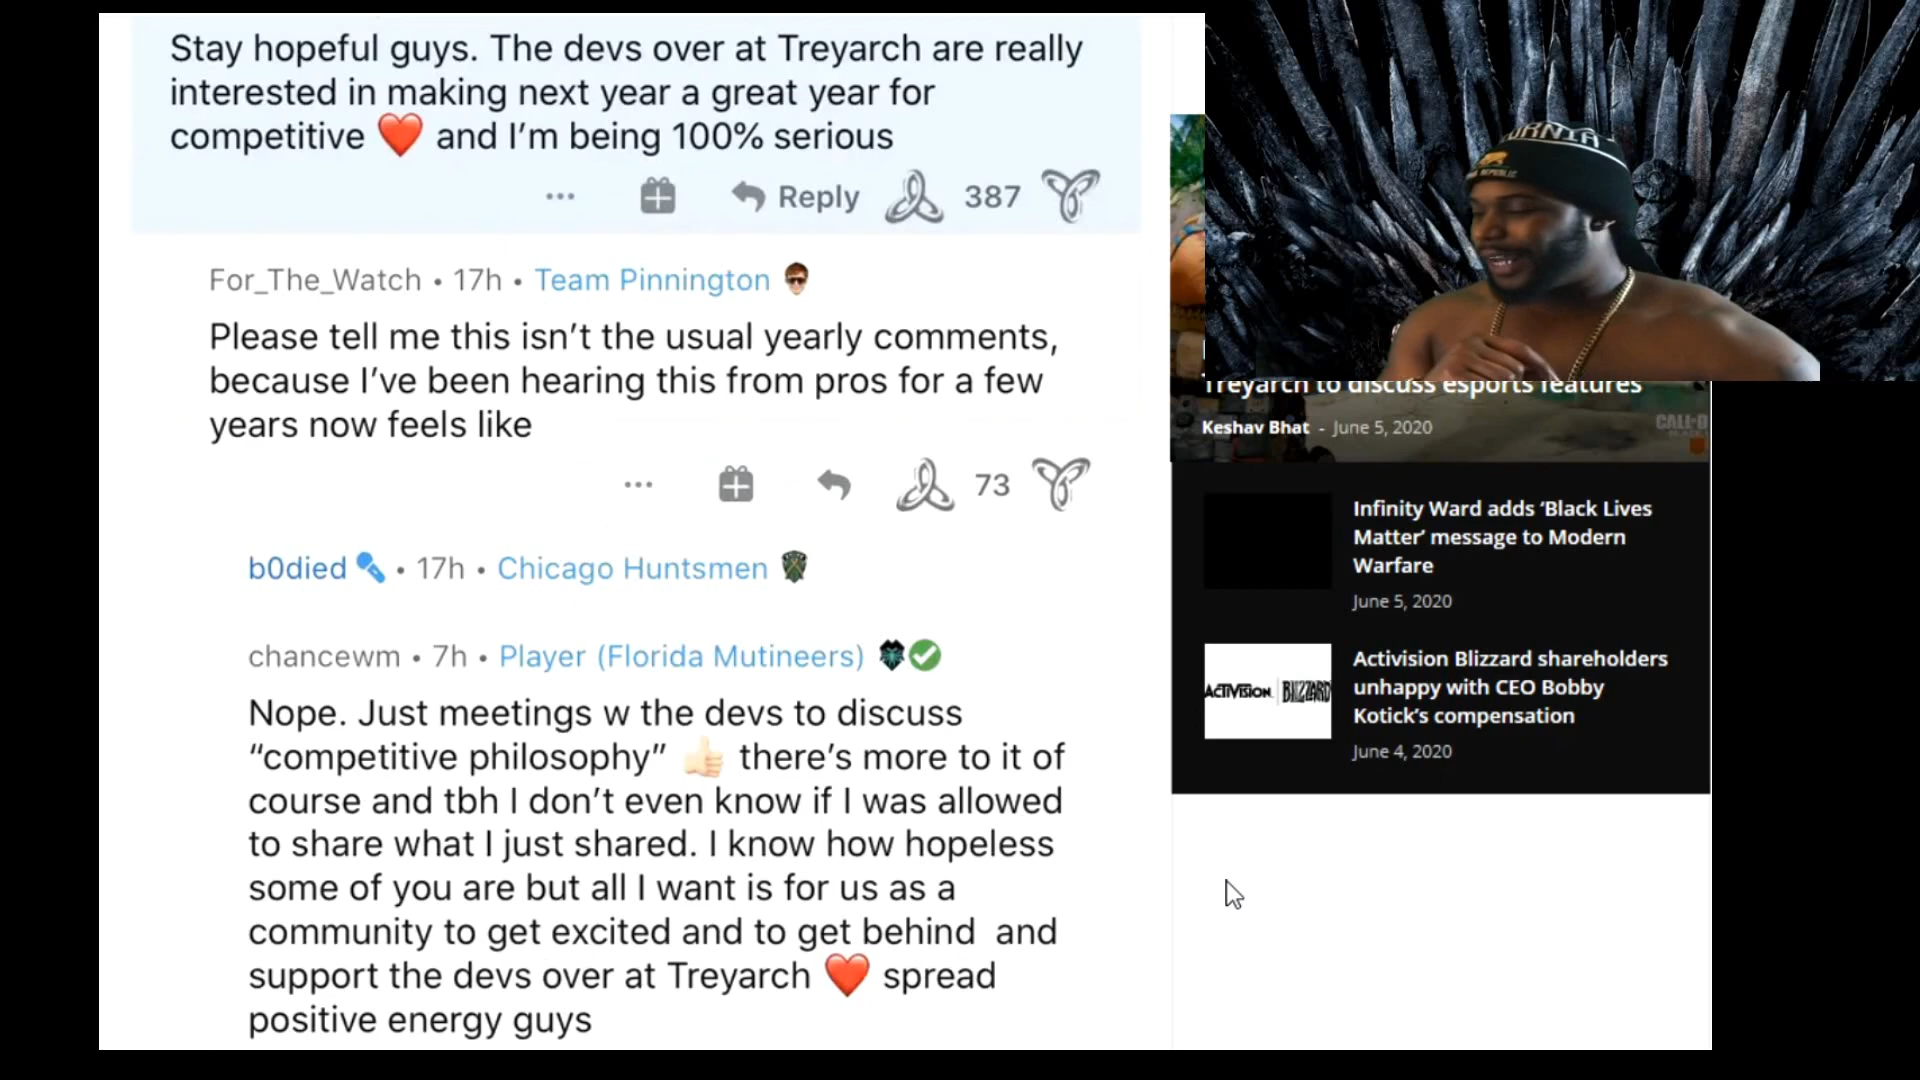 Stay hopeful guys. The devs over at Treyarch are really
interested in making next year a great year for
competitive ❤️ and I’m being 100% serious
... Reply 387
For_The_Watch • 17h • Team Pinnington
Please tell me this isn’t the usual yearly comments,
because I’ve been hearing this from pros for a few
years now feels like
... 73
b0died • 17h • Chicago Huntsmen
chancewm • 7h • Player (Florida Mutineers)
Nope. Just meetings w the devs to discuss
“competitive philosophy” 👍🏻 there’s more to it of
course and tbh I don’t even know if I was allowed
to share what I just shared. I know how hopeless
some of you are but all I want is for us as a
community to get excited and to get behind and
support the devs over at Treyarch ❤️ spread
positive energy guys
Treyarch to discuss esports features
Keshav Bhat - June 5, 2020
Infinity Ward adds ‘Black Lives
Matter’ message to Modern
Warfare
June 5, 2020
ACTIVISION BLIZZARD
Activision Blizzard shareholders
unhappy with CEO Bobby
Kotick’s compensation
June 4, 2020